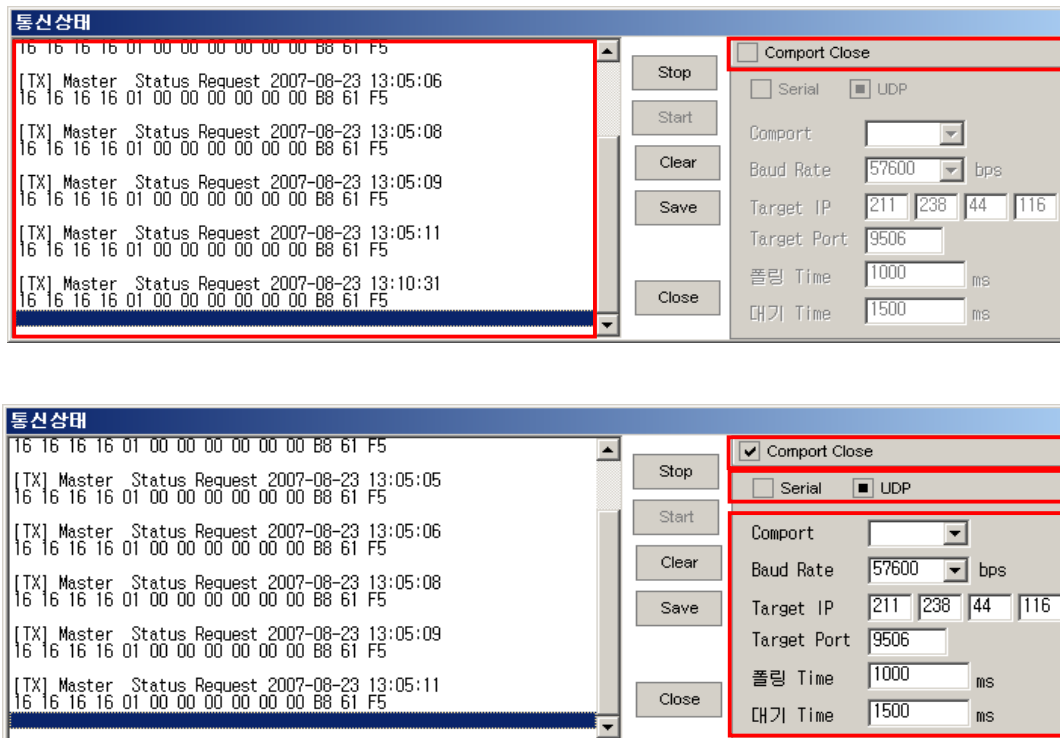 통신상태
16 16 16 16 01 00 00 00 00 00 00 B8 61 F5
[TX] Master Status Request 2007-08-23 13:05:06
16 16 16 16 01 00 00 00 00 00 00 B8 61 F5
[TX] Master Status Request 2007-08-23 13:05:08
16 16 16 16 01 00 00 00 00 00 00 B8 61 F5
[TX] Master Status Request 2007-08-23 13:05:09
16 16 16 16 01 00 00 00 00 00 00 B8 61 F5
[TX] Master Status Request 2007-08-23 13:05:11
16 16 16 16 01 00 00 00 00 00 00 B8 61 F5
[TX] Master Status Request 2007-08-23 13:10:31
16 16 16 16 01 00 00 00 00 00 00 B8 61 F5
Stop
Start
Clear
Save
Close
Comport Close
Serial UDP
Comport
Baud Rate 57600 bps
Target IP 211 238 44 116
Target Port 9506
폴링 Time 1000 ms
대기 Time 1500 ms
통신상태
16 16 16 16 01 00 00 00 00 00 00 B8 61 F5
[TX] Master Status Request 2007-08-23 13:05:05
16 16 16 16 01 00 00 00 00 00 00 B8 61 F5
[TX] Master Status Request 2007-08-23 13:05:06
16 16 16 16 01 00 00 00 00 00 00 B8 61 F5
[TX] Master Status Request 2007-08-23 13:05:08
16 16 16 16 01 00 00 00 00 00 00 B8 61 F5
[TX] Master Status Request 2007-08-23 13:05:09
16 16 16 16 01 00 00 00 00 00 00 B8 61 F5
[TX] Master Status Request 2007-08-23 13:05:11
16 16 16 16 01 00 00 00 00 00 00 B8 61 F5
Stop
Start
Clear
Save
Close
Comport Close
Serial UDP
Comport
Baud Rate 57600 bps
Target IP 211 238 44 116
Target Port 9506
폴링 Time 1000 ms
대기 Time 1500 ms